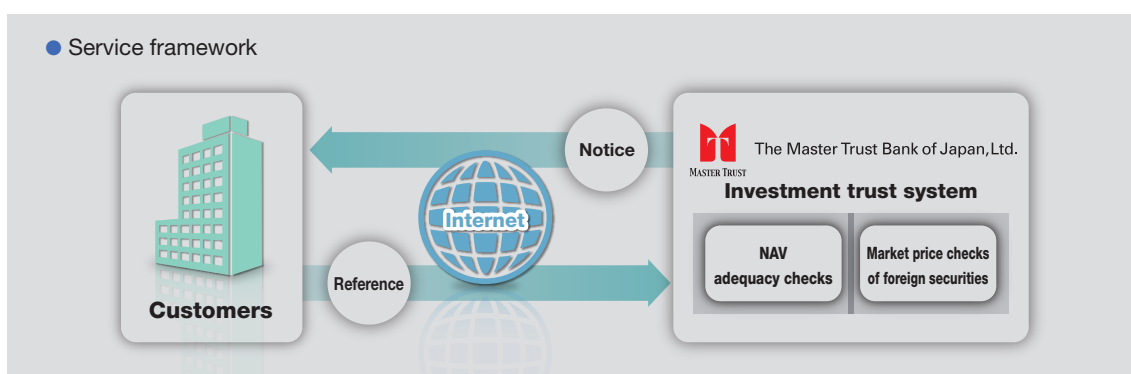 Service framework
Customers
Notice
Internet
Reference
MASTER TRUST
The Master Trust Bank of Japan,Ltd.
Investment trust system
NAV
adequacy checks
Market price checks
of foreign securities